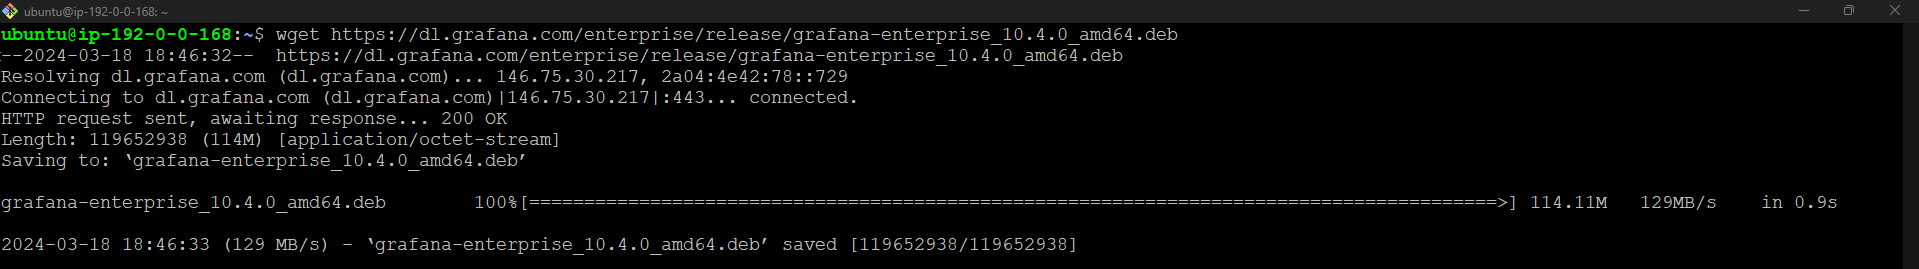 ubuntu@ip-192-0-0-168: ~
ubuntu@ip-192-0-0-168:~$ wget https://dl.grafana.com/enterprise/release/grafana-enterprise_10.4.0_amd64.deb
--2024-03-18 18:46:32--  https://dl.grafana.com/enterprise/release/grafana-enterprise_10.4.0_amd64.deb
Resolving dl.grafana.com (dl.grafana.com)... 146.75.30.217, 2a04:4e42:78::729
Connecting to dl.grafana.com (dl.grafana.com)|146.75.30.217|:443... connected.
HTTP request sent, awaiting response... 200 OK
Length: 119652938 (114M) [application/octet-stream]
Saving to: ‘grafana-enterprise_10.4.0_amd64.deb’
grafana-enterprise_10.4.0_amd64.deb        100%[========================================================================================>] 114.11M   129MB/s    in 0.9s
2024-03-18 18:46:33 (129 MB/s) - ‘grafana-enterprise_10.4.0_amd64.deb’ saved [119652938/119652938]